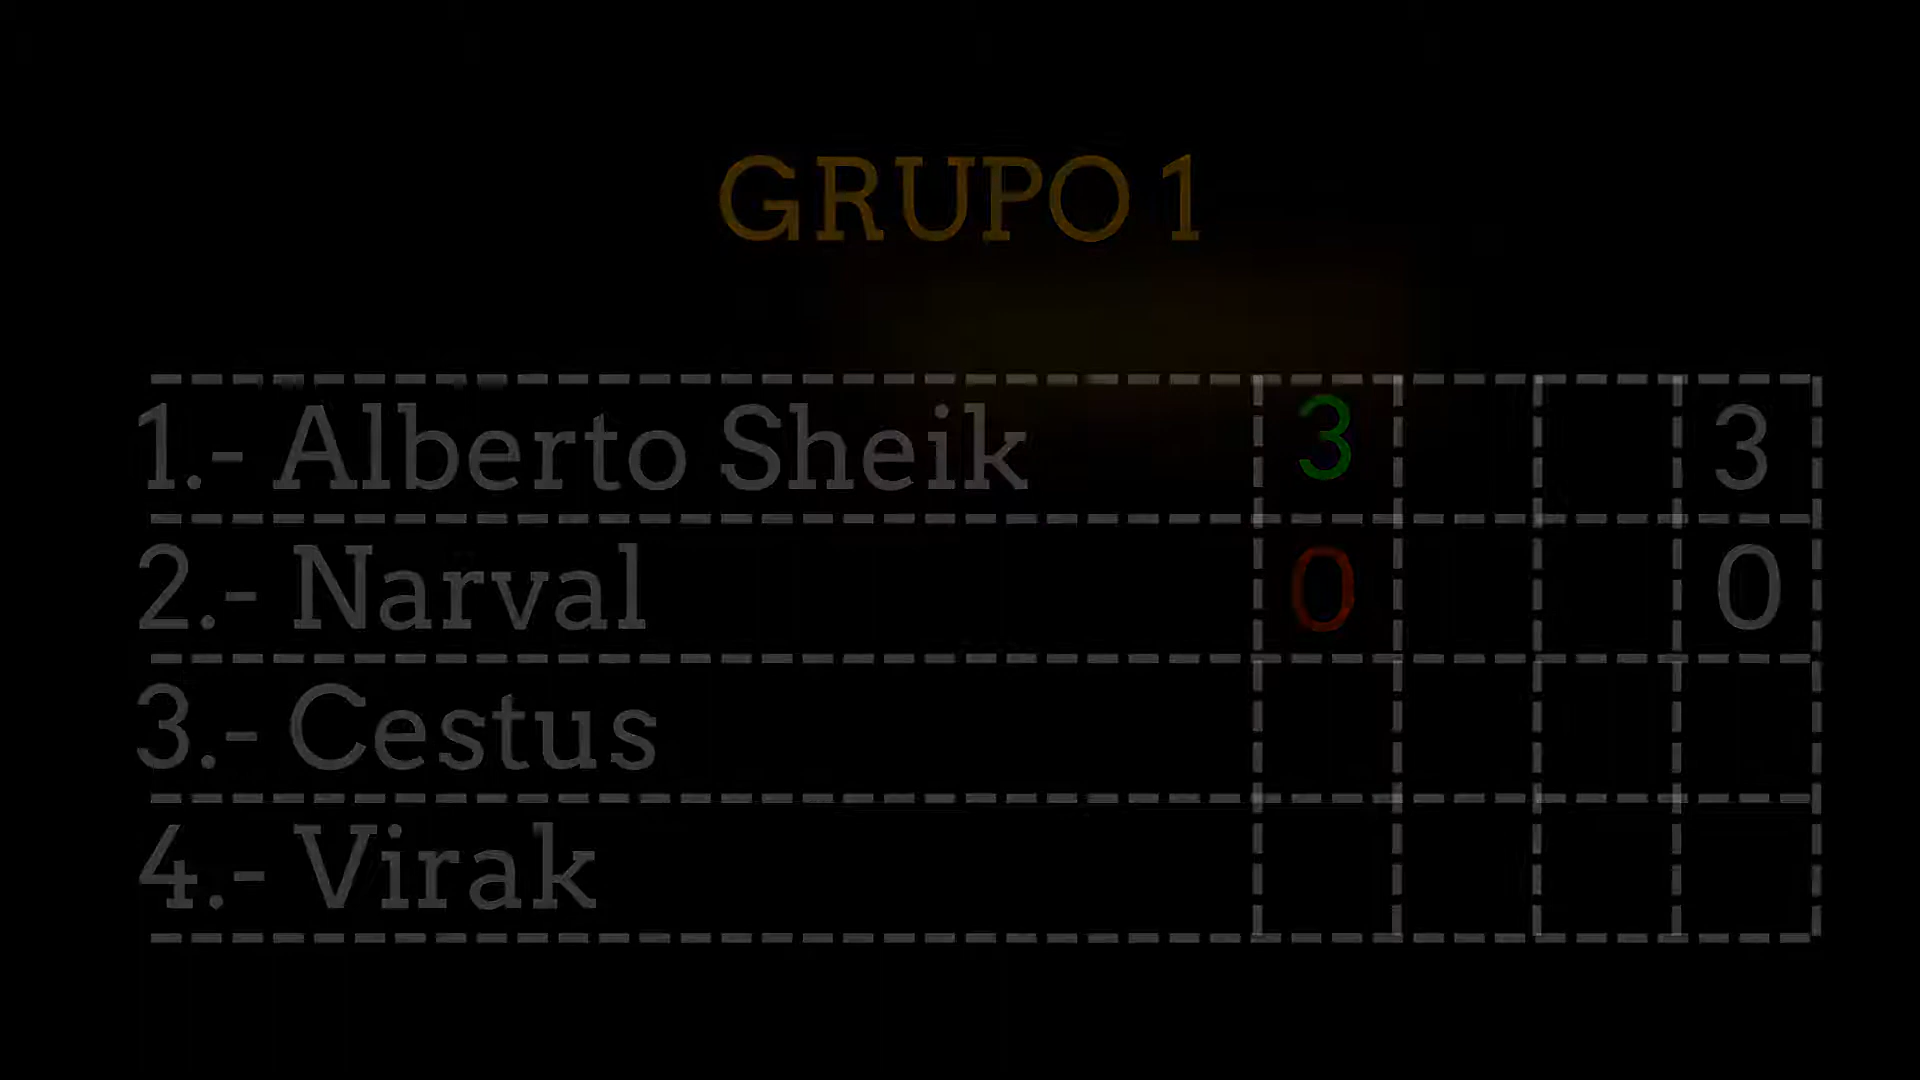 GRUPO 1
1.- Alberto Sheik 3 3
2.- Narval 0 0
3.- Cestus
4.- Virak